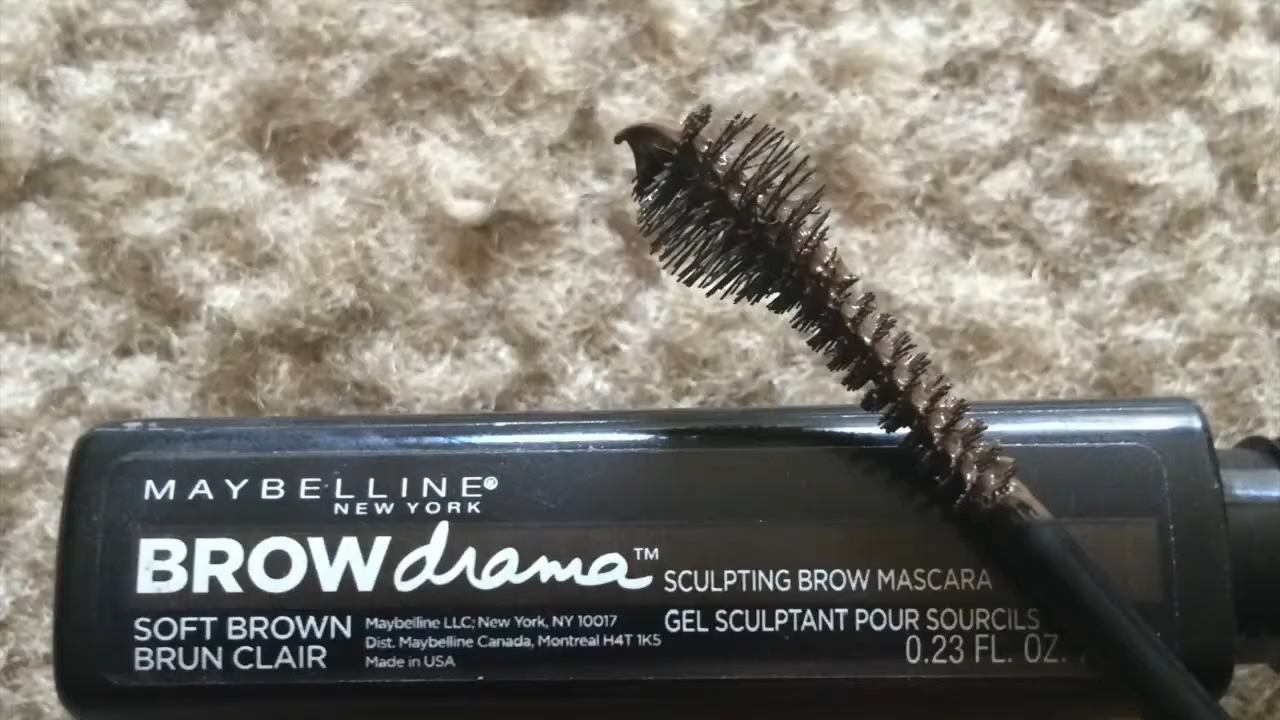 MAYBELLINE®
NEW YORK
BROWdrama™
SCULPTING BROW MASCARA
GEL SCULPTANT POUR SOURCILS
0.23 FL. OZ.
SOFT BROWN
BRUN CLAIR
Maybelline LLC; New York, NY 10017
Dist. Maybelline Canada, Montreal H4T 1K5
Made in USA